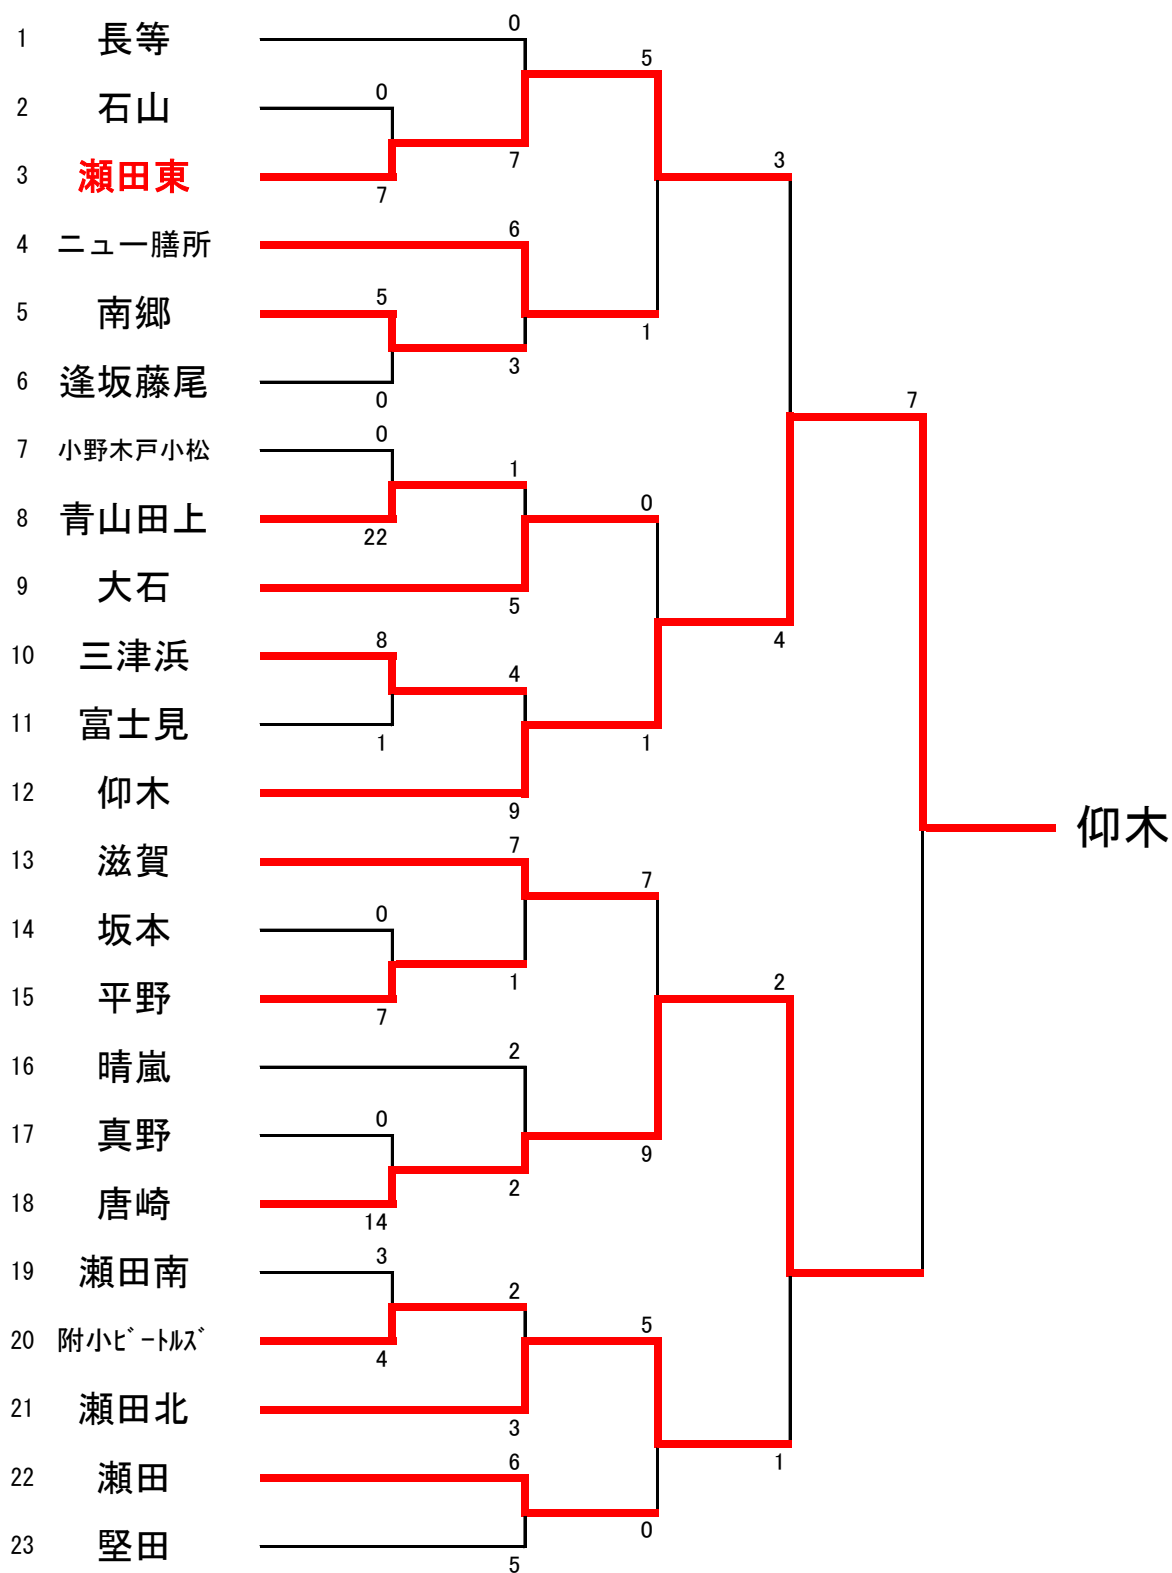 0
1 長等
5
0
2 石山
3
7
3 瀬田東
7
6
4 ニュー膳所
5
5 南郷
1
3
6 逢坂藤尾
0
7
0
7 小野木戸小松
1
0
8 青山田上
22
9 大石
5
8
10 三津浜
4
4
11 富士見
1
1
12 仰木
9
仰木
7
13 滋賀
7
0
14 坂本
1
2
15 平野
7
2
16 晴嵐
0
17 真野
9
2
18 唐崎
14
3
19 瀬田南
2
5
20 附小ﾋﾞｰﾄﾙｽﾞ
4
21 瀬田北
3
6
1
22 瀬田
0
23 堅田
5